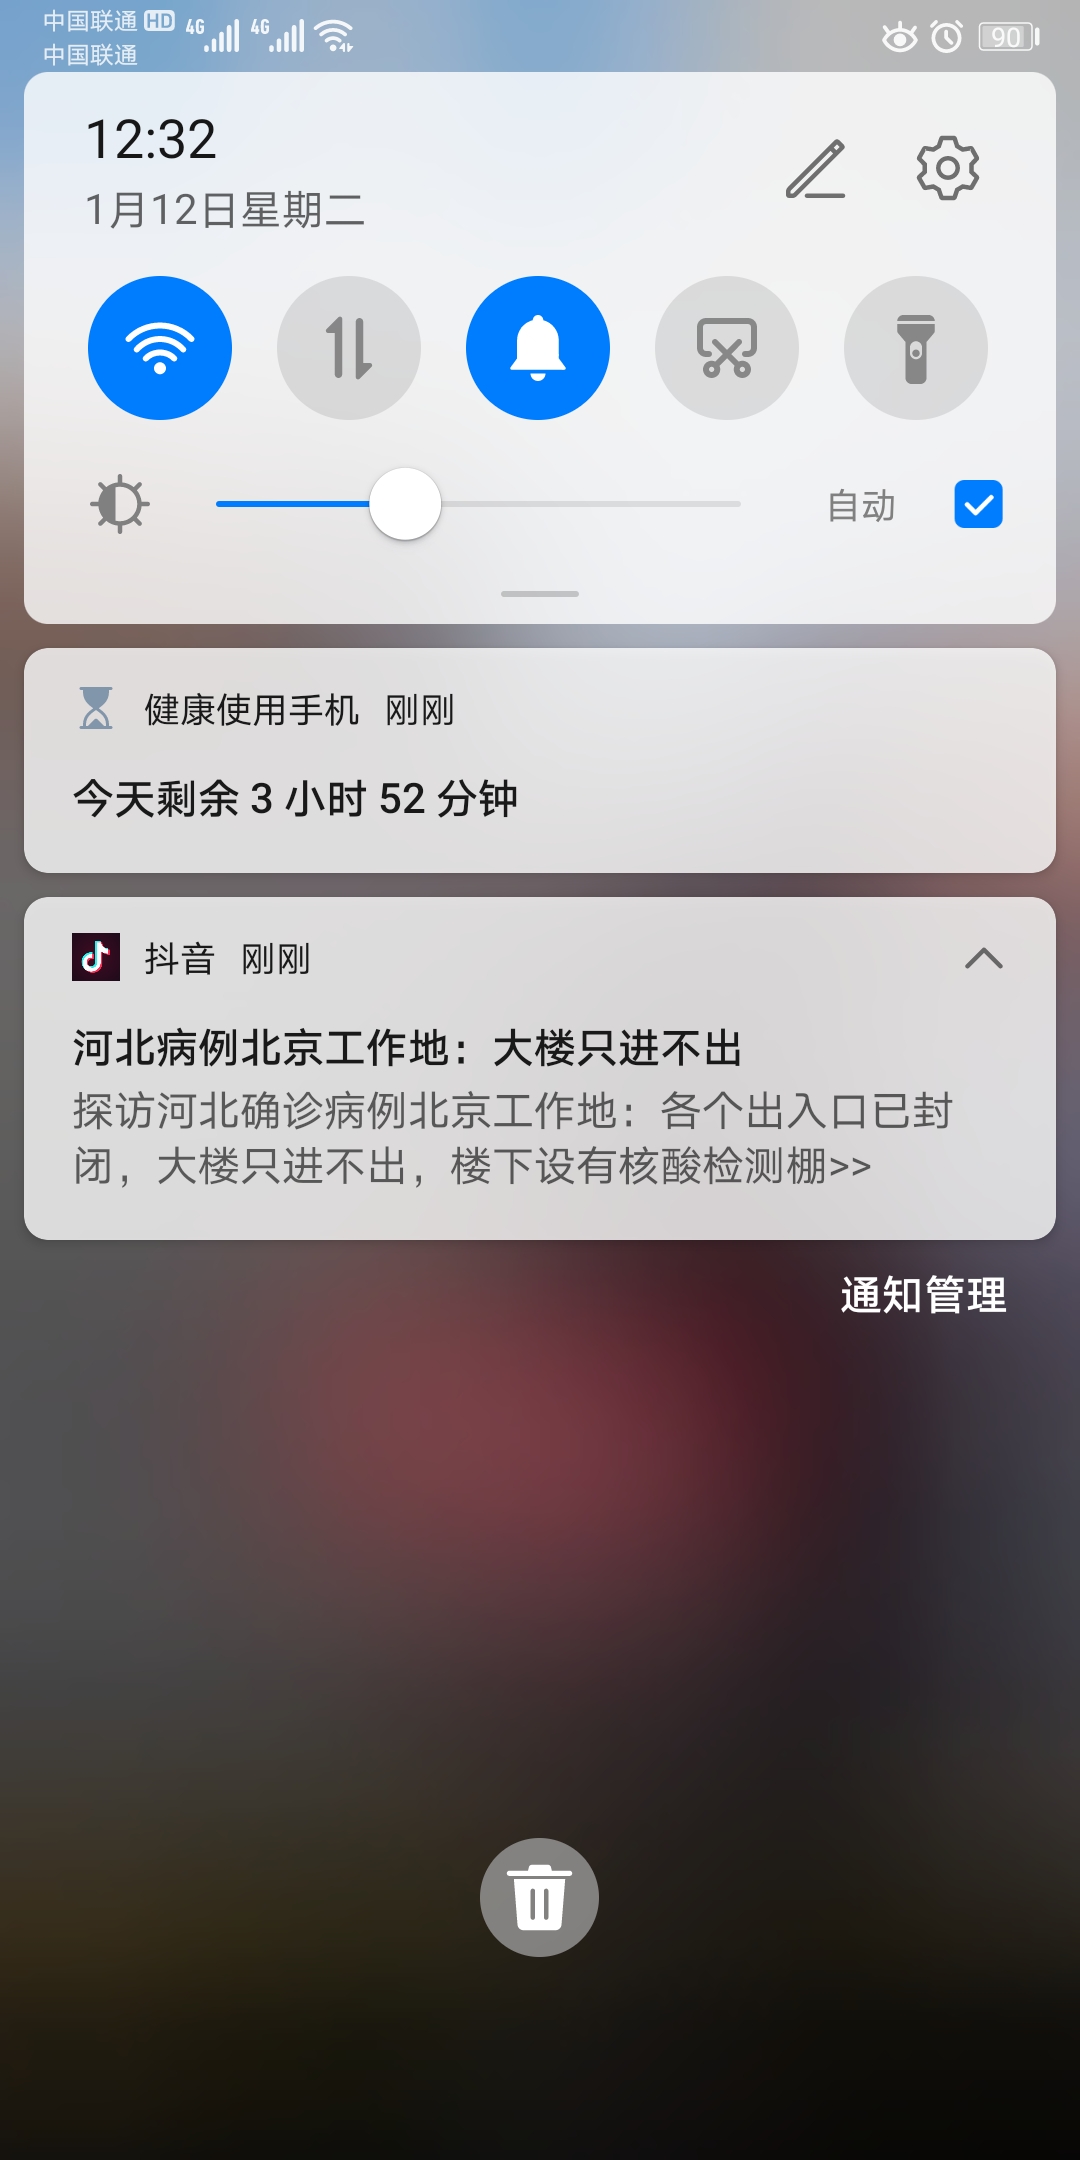 中国联通 HD 4G 4G
中国联通
90
12:32
1月12日星期二
自动
健康使用手机 刚刚
今天剩余 3 小时 52 分钟
抖音 刚刚
河北病例北京工作地：大楼只进不出
探访河北确诊病例北京工作地：各个出入口已封
闭，大楼只进不出，楼下设有核酸检测棚>>
通知管理